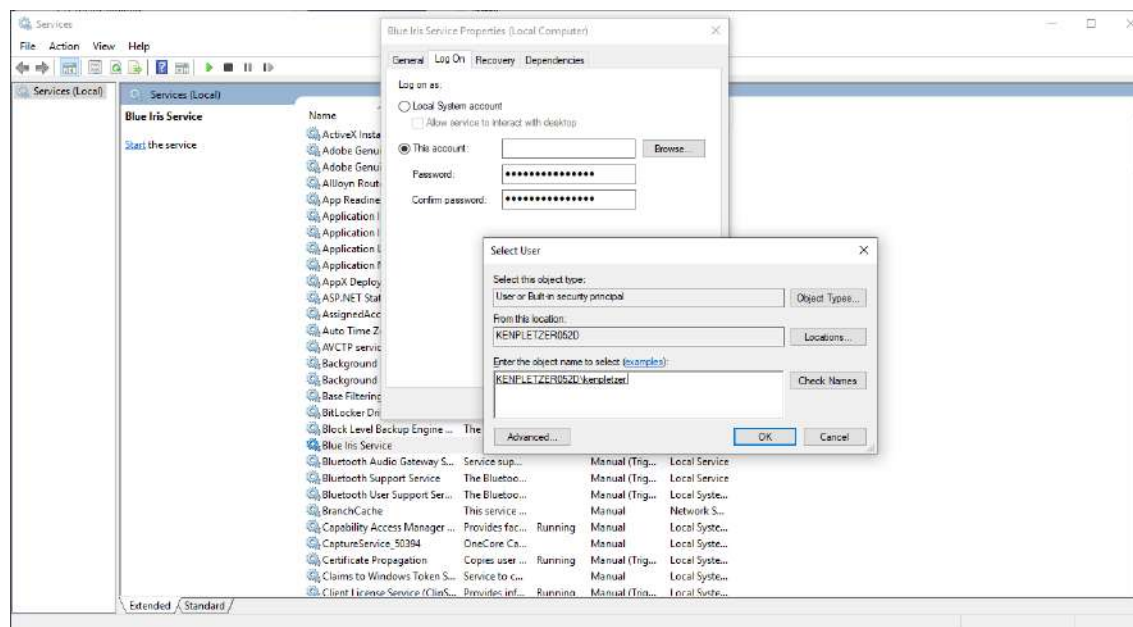 Services
File Action View Help
Services (Local)
Services (Local)
Blue Iris Service
Start the service
Name
ActiveX Insta
Adobe Genu
Adobe Genu
AllJoyn Rout
App Readine
Application I
Application I
Application L
Application M
AppX Deploy
ASP.NET Stat
AssignedAcc
Auto Time Z
AVCTP servic
Background
Background
Base Filtering
BitLocker Dri
Block Level Backup Engine ... The
Blue Iris Service
Bluetooth Audio Gateway S... Service sup... Manual (Trig... Local Service
Bluetooth Support Service The Bluetoo... Manual (Trig... Local Service
Bluetooth User Support Ser... The Bluetoo... Manual (Trig... Local Syste...
BranchCache This service ... Manual Network S...
Capability Access Manager ... Provides fac... Running Manual Local Syste...
CaptureService_50394 OneCore Ca... Manual Local Syste...
Certificate Propagation Copies user ... Running Manual (Trig... Local Syste...
Claims to Windows Token S... Service to c... Manual Local Syste...
Client License Service (ClipS... Provides inf... Running Manual (Trig... Local Syste...
Extended Standard
Blue Iris Service Properties (Local Computer)
General Log On Recovery Dependencies
Log on as:
Local System account
Allow service to interact with desktop
This account: Browse...
Password:
Confirm password:
Select User
Select this object type:
User or Built-in security principal Object Types...
From this location:
KENPLETZER052D Locations...
Enter the object name to select (examples):
KENPLETZER052D\kenpletzer Check Names
Advanced... OK Cancel